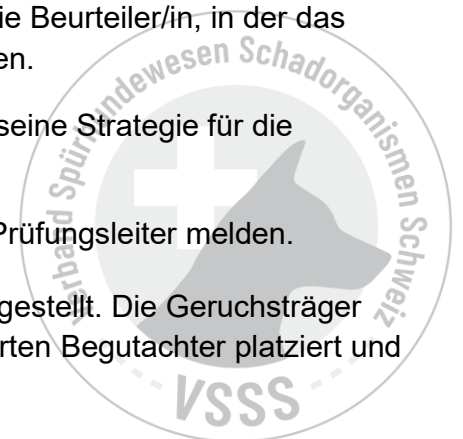 ie Beurteiler/in, in der das
en.
seine Strategie für die
Prüfungsleiter melden.
gestellt. Die Geruchsträger
rten Begutachter platziert und
Verband Spürhundewesen Schadorganismen Schweiz
VSSS